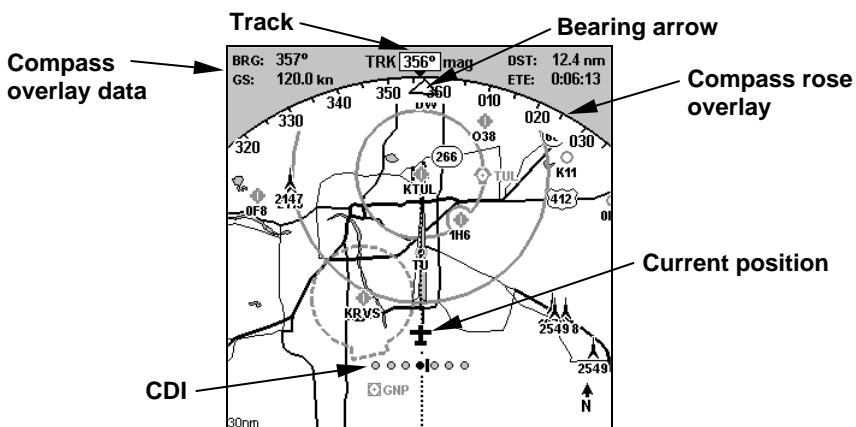 Track
Bearing arrow
Compass
overlay data
Compass rose
overlay
Current position
CDI
BRG: 357º TRK 356º mag DST: 12.4 nm
GS: 120.0 kn ETE: 0:06:13
320 330 340 350 360 010 020 030
O38
266
TUL
K11
KTUL
0F8
2147
412
1H6
TU
KRVS
2549
2549
GNP
N
30nm